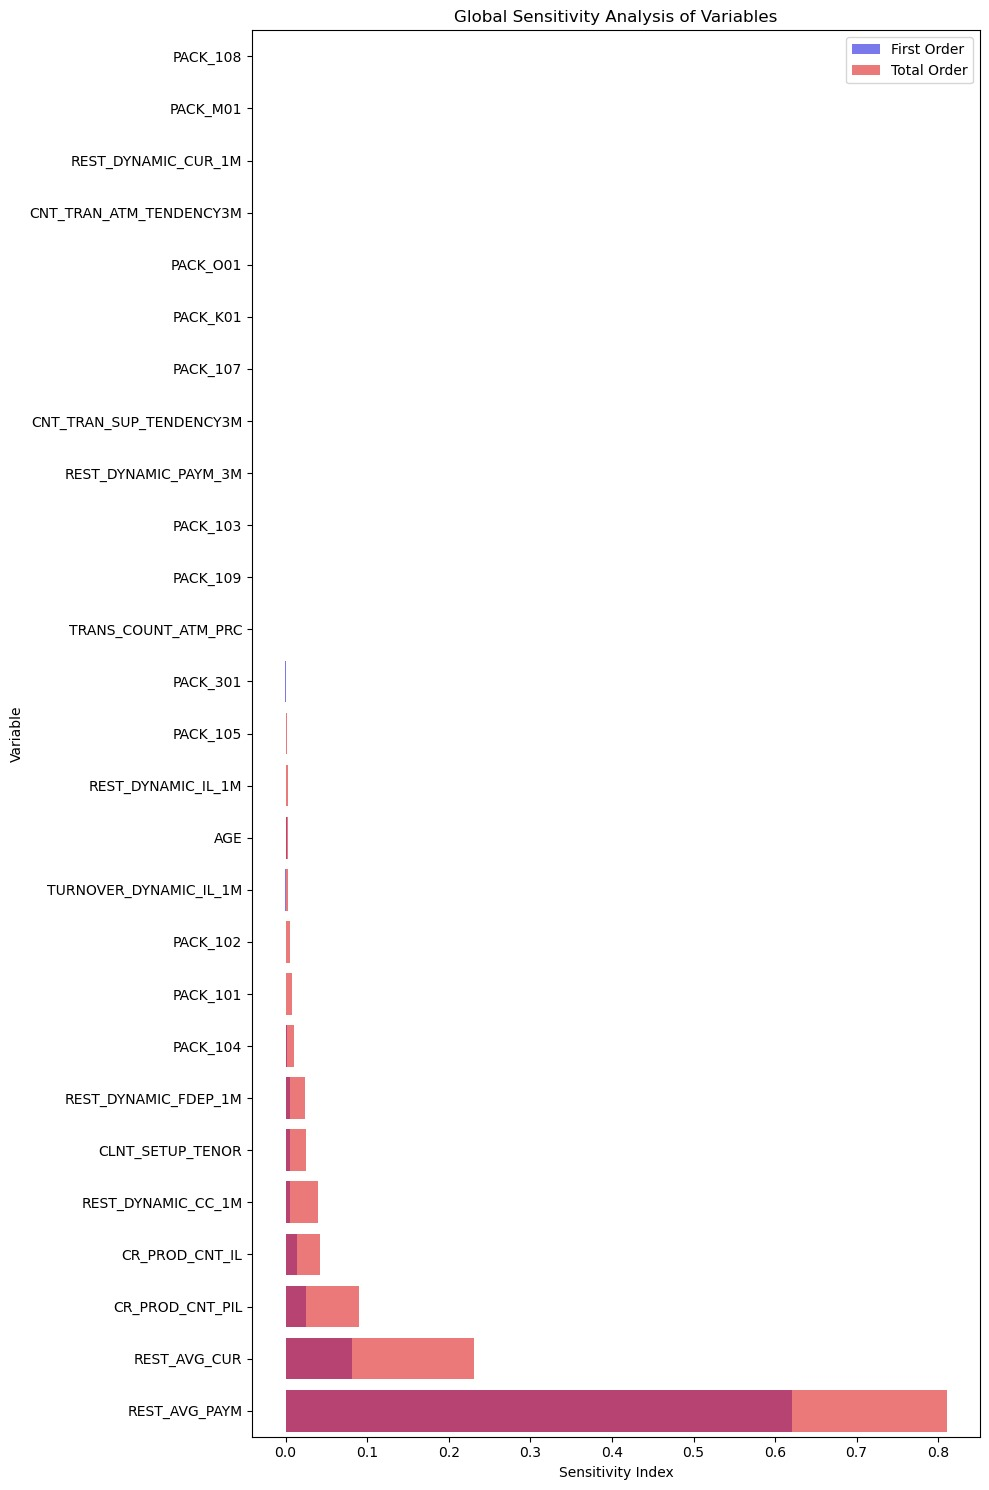 Global Sensitivity Analysis of Variables
First Order
Total Order
PACK_108
PACK_M01
REST_DYNAMIC_CUR_1M
CNT_TRAN_ATM_TENDENCY3M
PACK_O01
PACK_K01
PACK_107
CNT_TRAN_SUP_TENDENCY3M
REST_DYNAMIC_PAYM_3M
PACK_103
PACK_109
TRANS_COUNT_ATM_PRC
PACK_301
PACK_105
REST_DYNAMIC_IL_1M
AGE
TURNOVER_DYNAMIC_IL_1M
PACK_102
PACK_101
PACK_104
REST_DYNAMIC_FDEP_1M
CLNT_SETUP_TENOR
REST_DYNAMIC_CC_1M
CR_PROD_CNT_IL
CR_PROD_CNT_PIL
REST_AVG_CUR
REST_AVG_PAYM
Variable
0.0 0.1 0.2 0.3 0.4 0.5 0.6 0.7 0.8
Sensitivity Index